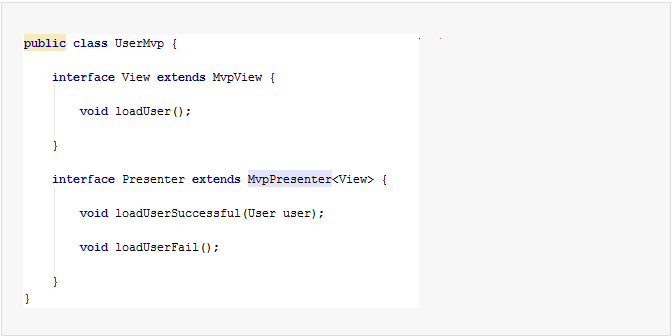 public class UserMvp {
interface View extends MvpView {
void loadUser();
}
interface Presenter extends MvpPresenter<View> {
void loadUserSuccessful(User user);
void loadUserFail();
}
}